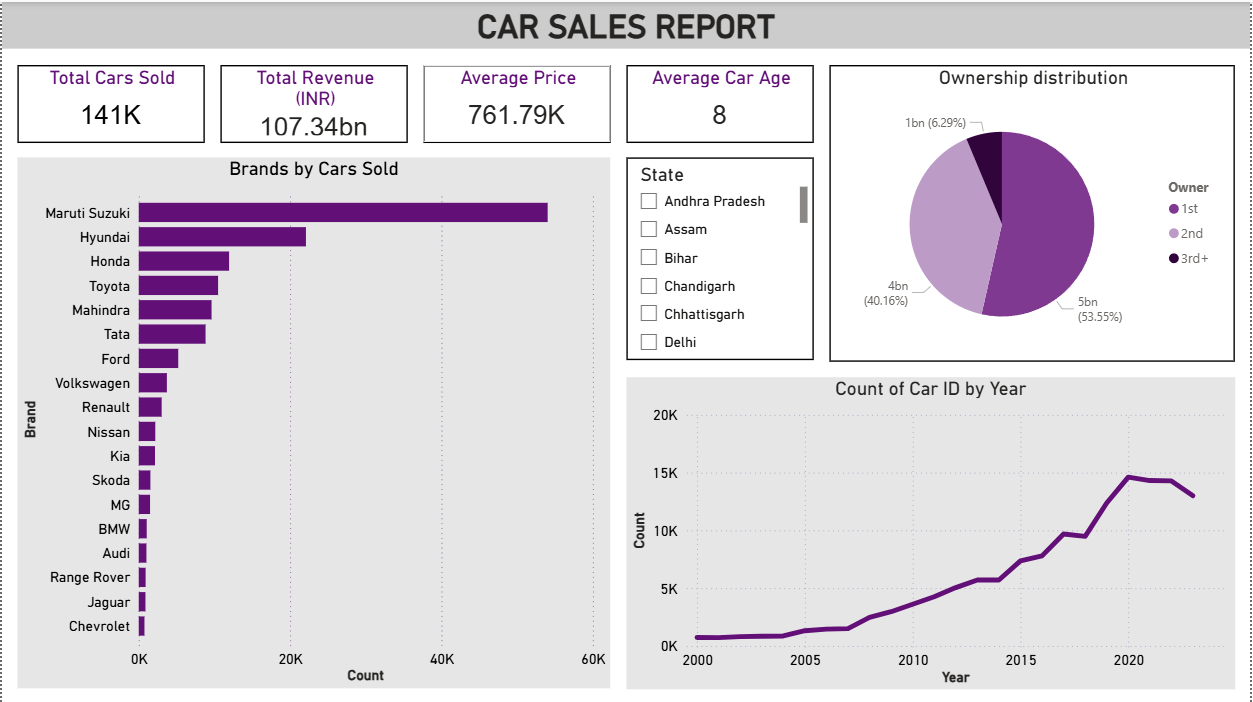 CAR SALES REPORT
Total Cars Sold
141K
Total Revenue
(INR)
107.34bn
Average Price
761.79K
Average Car Age
8
Ownership distribution
1bn (6.29%)
4bn
(40.16%)
5bn
(53.55%)
Owner
1st
2nd
3rd+
Brands by Cars Sold
Brand
Maruti Suzuki
Hyundai
Honda
Toyota
Mahindra
Tata
Ford
Volkswagen
Renault
Nissan
Kia
Skoda
MG
BMW
Audi
Range Rover
Jaguar
Chevrolet
0K
20K
40K
60K
Count
State
Andhra Pradesh
Assam
Bihar
Chandigarh
Chhattisgarh
Delhi
Count of Car ID by Year
Count
20K
15K
10K
5K
0K
2000
2005
2010
2015
2020
Year